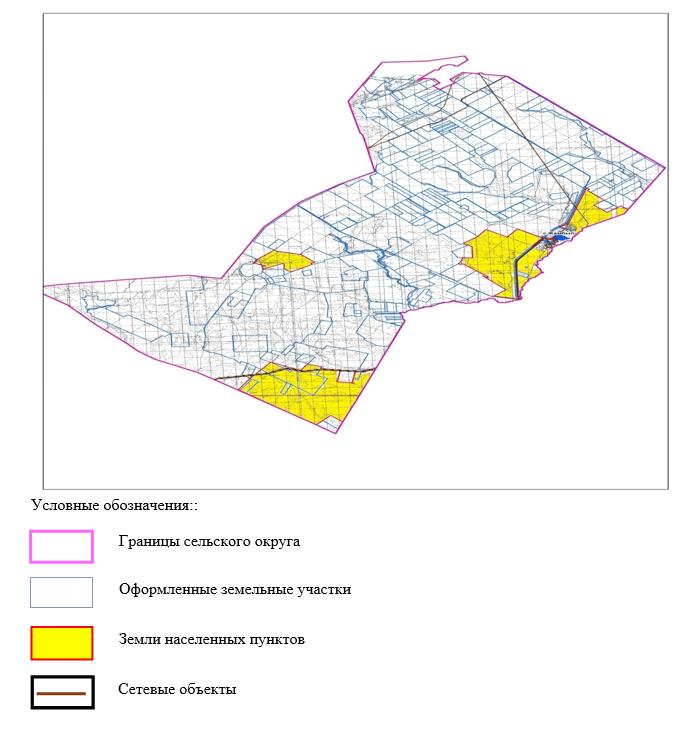 Условные обозначения::
Границы сельского округа
Оформленные земельные участки
Земли населенных пунктов
Сетевые объекты